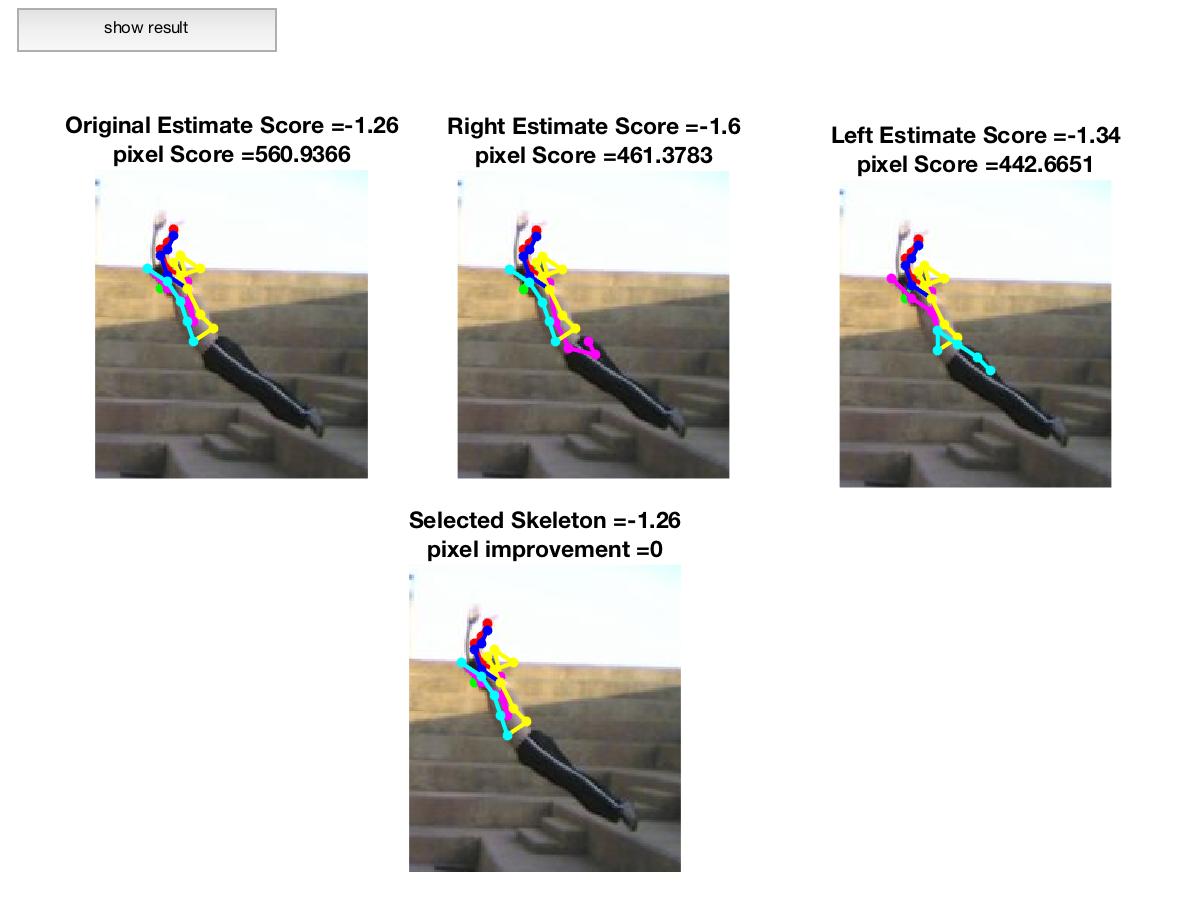 show result
Original Estimate Score =-1.26
pixel Score =560.9366
Right Estimate Score =-1.6
pixel Score =461.3783
Left Estimate Score =-1.34
pixel Score =442.6651
Selected Skeleton =-1.26
pixel improvement =0